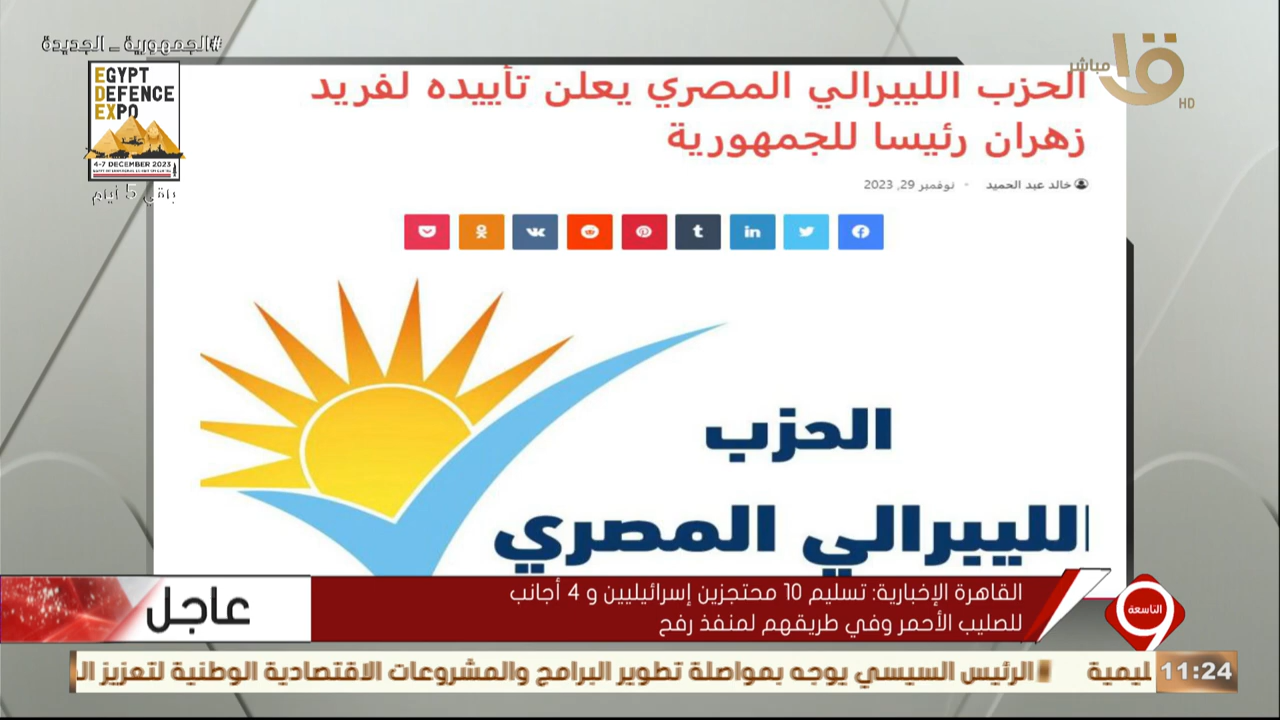 #الجمهورية_الجديدة
EGYPT
DEFENCE
EXPO
4-7 DECEMBER 2023
باقي 5 أيام
مباشر
HD
الحزب الليبرالي المصري يعلن تأييده لفريد
زهران رئيسا للجمهورية
خالد عبد الحميد • نوفمبر 29, 2023
الحزب
الليبرالي المصري
عاجل
القاهرة الإخبارية: تسليم 10 محتجزين إسرائيليين و 4 أجانب
للصليب الأحمر وفي طريقهم لمنفذ رفح
التاسعة
9
11:24
ليمية الرئيس السيسي يوجه بمواصلة تطوير البرامج والمشروعات الاقتصادية الوطنية لتعزيز ال